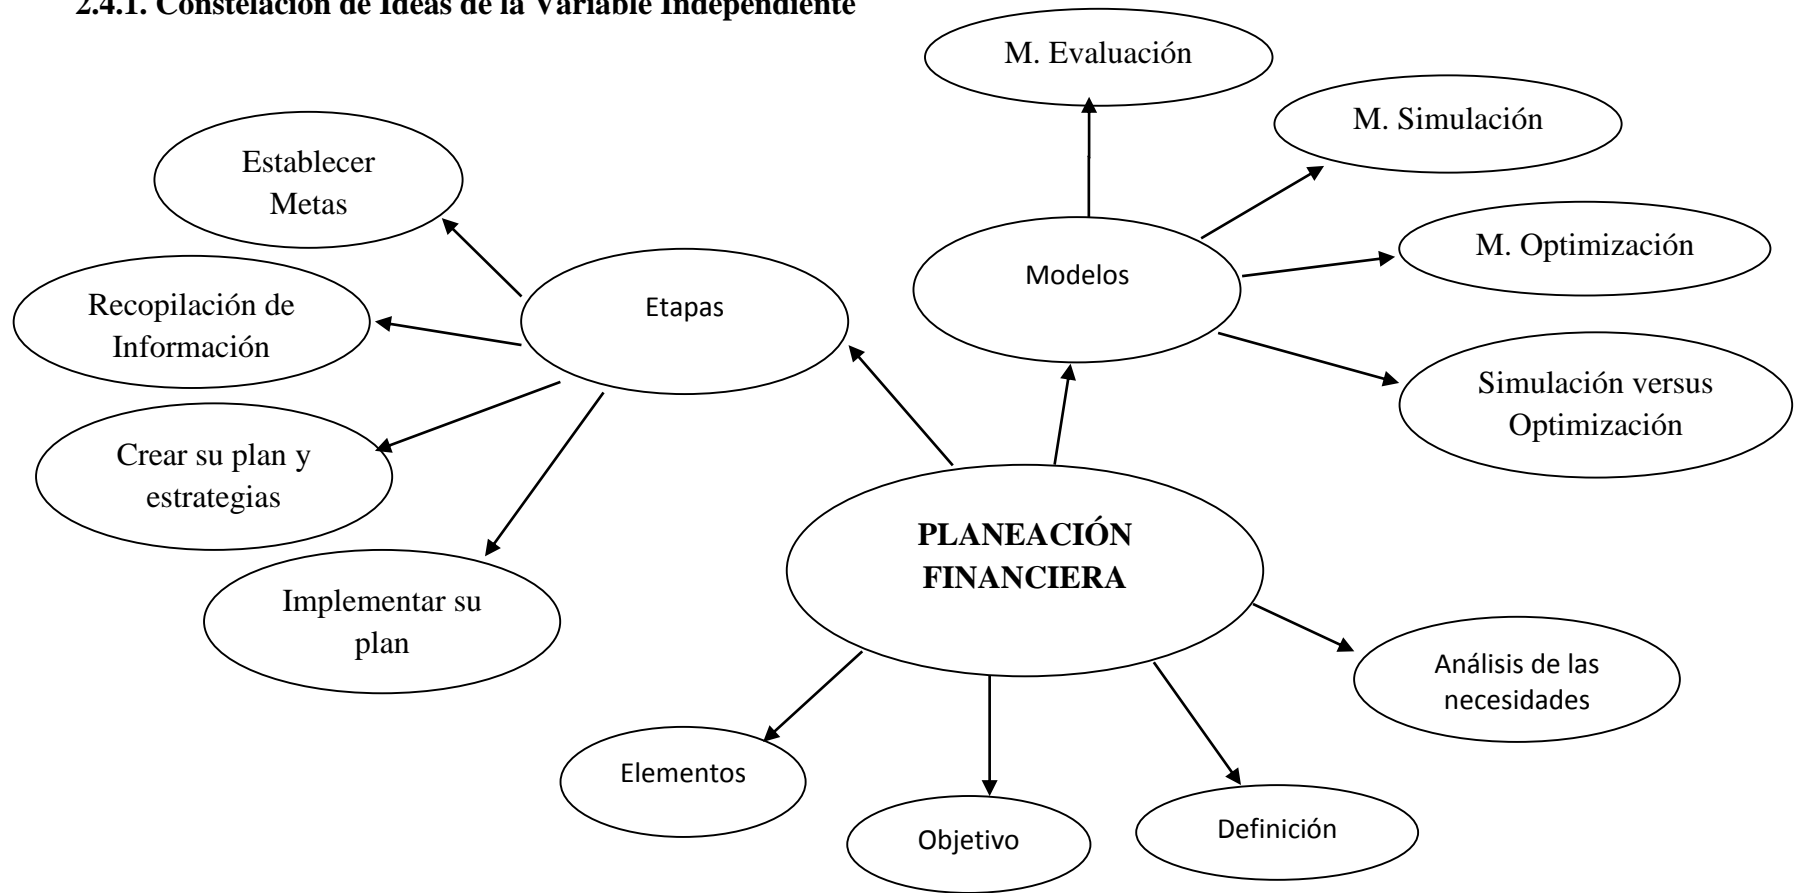 2.4.1. Constelación de Ideas de la Variable Independiente
M. Evaluación
M. Simulación
M. Optimización
Simulación versus
Optimización
Modelos
Establecer
Metas
Recopilación de
Información
Crear su plan y
estrategias
Implementar su
plan
Etapas
PLANEACIÓN
FINANCIERA
Análisis de las
necesidades
Elementos
Objetivo
Definición